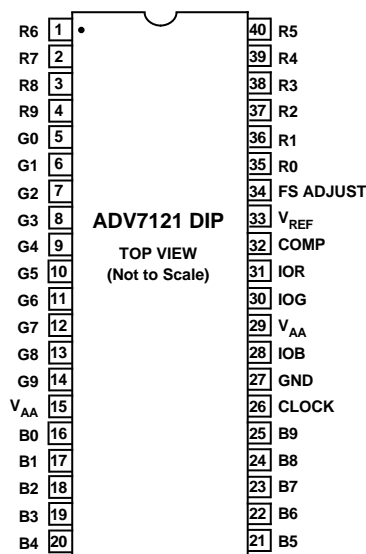 R6 1 40 R5
R7 2 39 R4
R8 3 38 R3
R9 4 37 R2
G0 5 36 R1
G1 6 35 R0
G2 7 34 FS ADJUST
G3 8 ADV7121 DIP 33 VREF
G4 9 TOP VIEW 32 COMP
G5 10 (Not to Scale) 31 IOR
G6 11 30 IOG
G7 12 29 VAA
G8 13 28 IOB
G9 14 27 GND
VAA 15 26 CLOCK
B0 16 25 B9
B1 17 24 B8
B2 18 23 B7
B3 19 22 B6
B4 20 21 B5